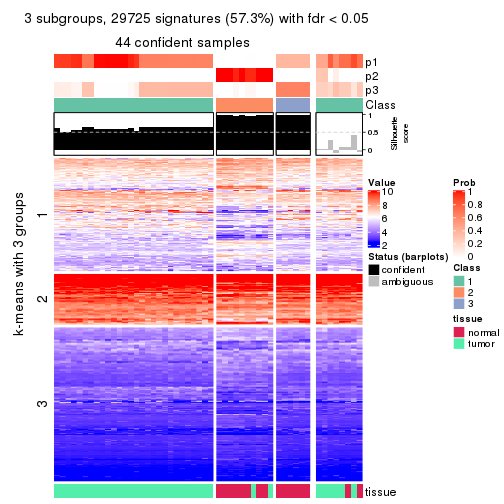 3 subgroups, 29725 signatures (57.3%) with fdr < 0.05
44 confident samples
p1
p2
p3
Class
1
0.5
0
Silhouette
score
k-means with 3 groups
1
2
3
tissue
Value
10
8
6
4
2
Status (barplots)
confident
ambiguous
Prob
1
0.8
0.6
0.4
0.2
0
Class
1
2
3
tissue
normal
tumor